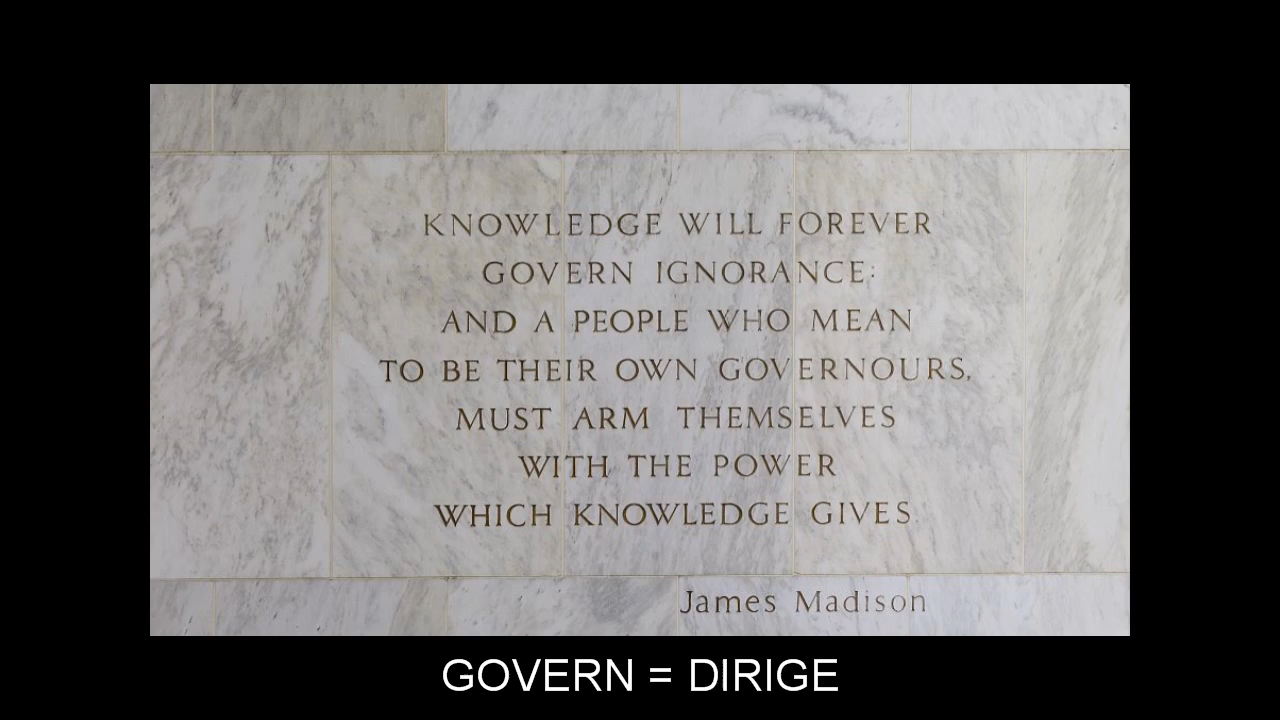 KNOWLEDGE WILL FOREVER
GOVERN IGNORANCE:
AND A PEOPLE WHO MEAN
TO BE THEIR OWN GOVERNOURS,
MUST ARM THEMSELVES
WITH THE POWER
WHICH KNOWLEDGE GIVES.
James Madison
GOVERN = DIRIGE